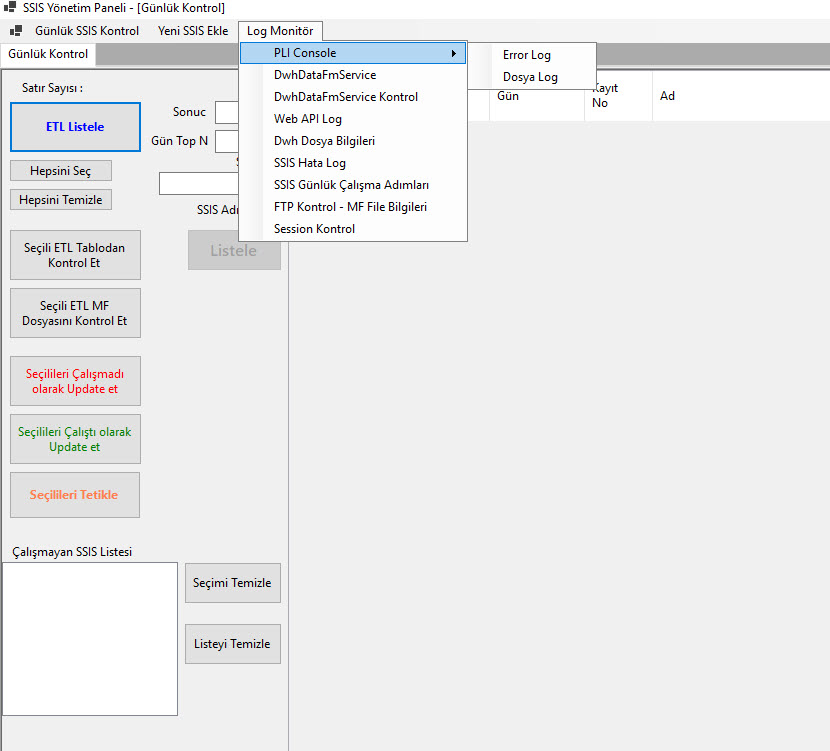 SSIS Yönetim Paneli - [Günlük Kontrol]
Günlük SSIS Kontrol Yeni SSIS Ekle Log Monitör
Günlük Kontrol
PLI Console
DwhDataFmService
DwhDataFmService Kontrol
Web API Log
Dwh Dosya Bilgileri
SSIS Hata Log
SSIS Günlük Çalışma Adımları
FTP Kontrol - MF File Bilgileri
Session Kontrol
Error Log
Dosya Log
Gün
Kayıt
No
Ad
Satır Sayısı :
ETL Listele
Sonuc
Gün Top N
Hepsini Seç
Hepsini Temizle
SSIS Adı
Listele
Seçili ETL Tablodan
Kontrol Et
Seçili ETL MF
Dosyasını Kontrol Et
Seçilileri Çalışmadı
olarak Update et
Seçilileri Çalıştı olarak
Update et
Seçilileri Tetikle
Çalışmayan SSIS Listesi
Seçimi Temizle
Listeyi Temizle